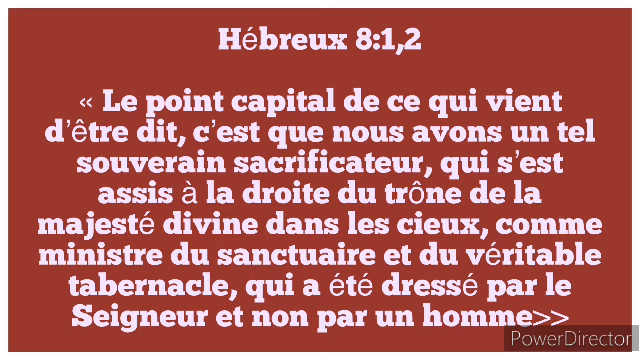 Hébreux 8:1,2
« Le point capital de ce qui vient
d’être dit, c’est que nous avons un tel
souverain sacrificateur, qui s’est
assis à la droite du trône de la
majesté divine dans les cieux, comme
ministre du sanctuaire et du véritable
tabernacle, qui a été dressé par le
Seigneur et non par un homme>>
PowerDirector